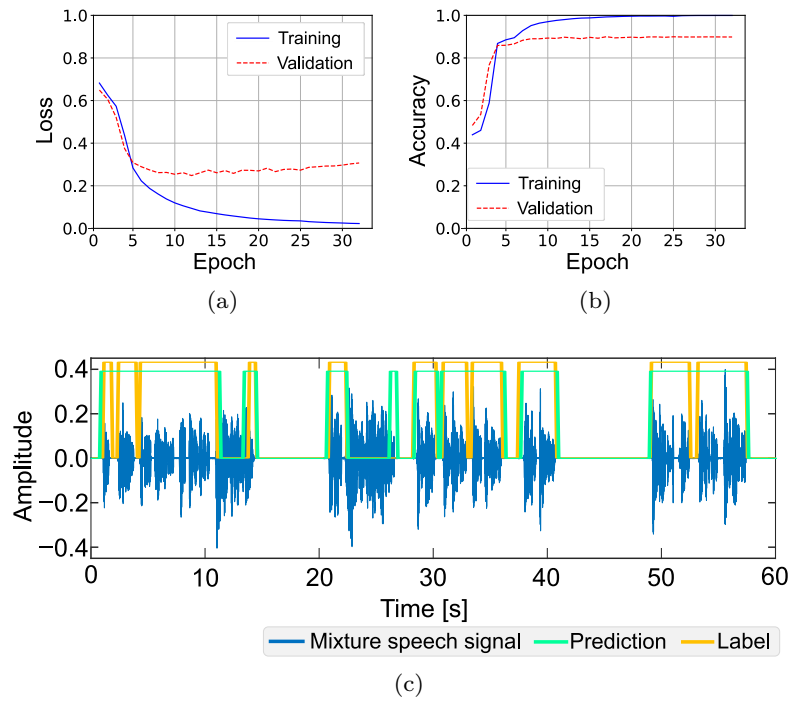 1.0
0.8
0.6
0.4
0.2
0.0
Loss
Training
Validation
0 5 10 15 20 25 30
Epoch
(a)
1.0
0.8
0.6
0.4
0.2
0.0
Accuracy
Training
Validation
0 5 10 15 20 25 30
Epoch
(b)
0.4
0.2
0.0
−0.2
−0.4
Amplitude
0 10 20 30 40 50 60
Time [s]
Mixture speech signal Prediction Label
(c)